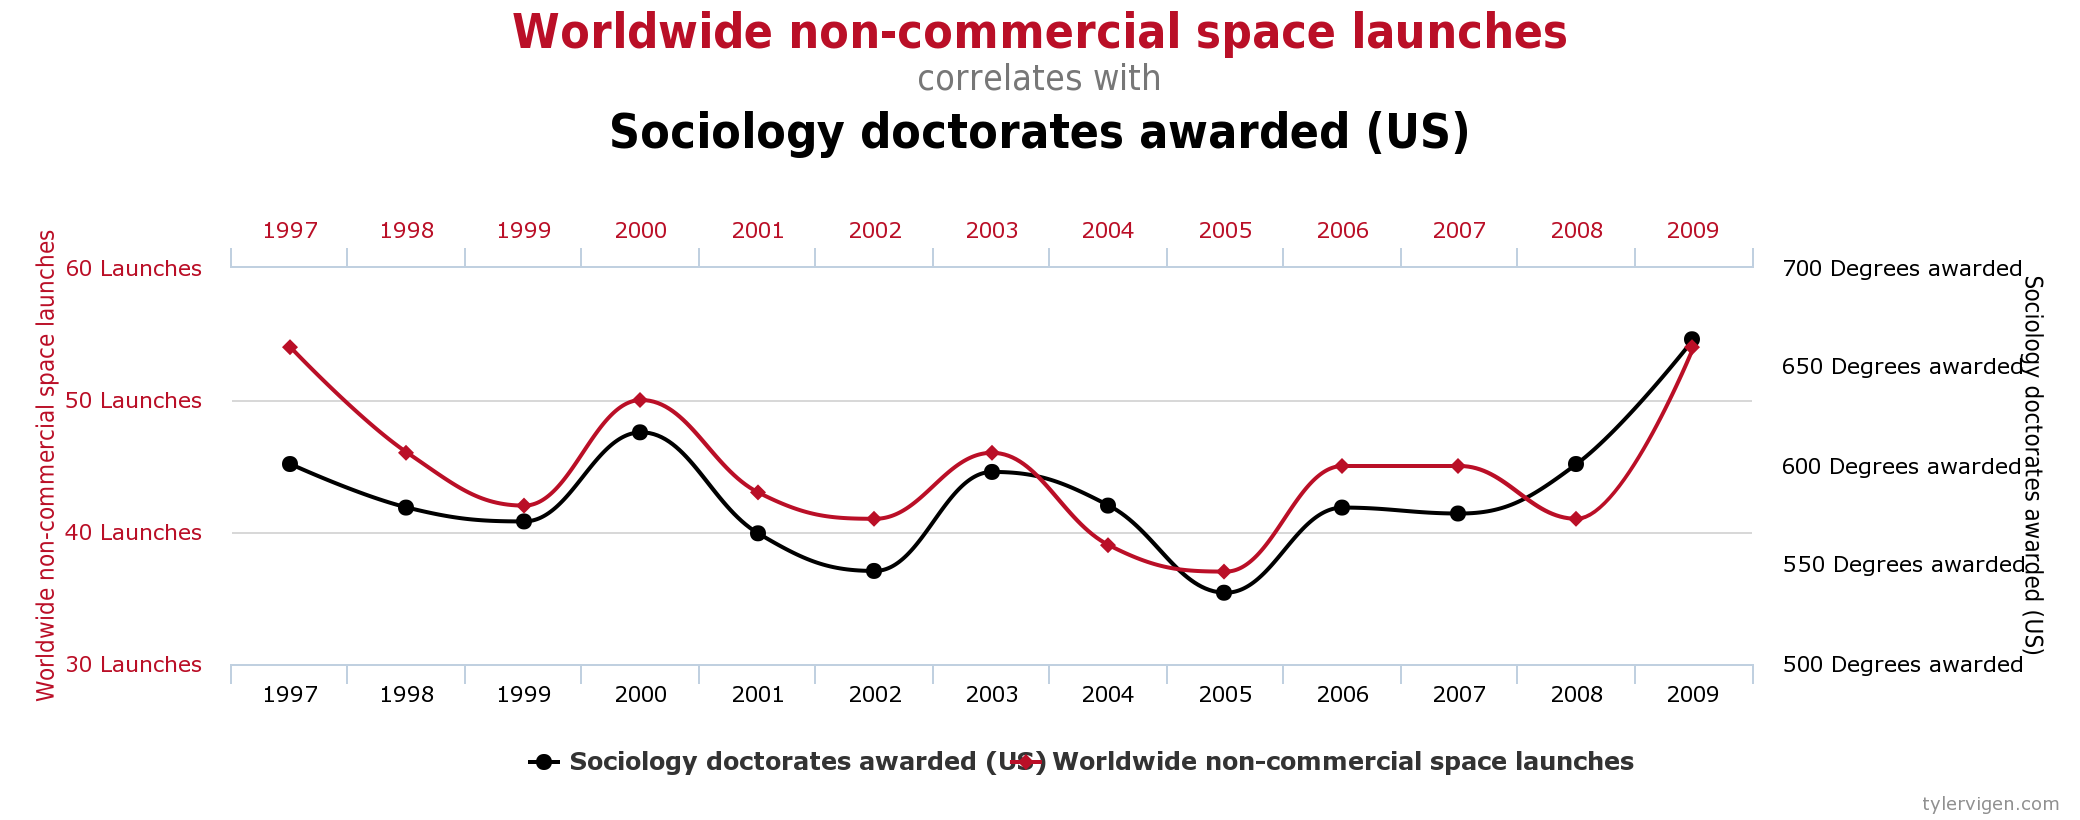 Worldwide non-commercial space launches
correlates with
Sociology doctorates awarded (US)
1997 1998 1999 2000 2001 2002 2003 2004 2005 2006 2007 2008 2009
Worldwide non-commercial space launches
60 Launches
50 Launches
40 Launches
30 Launches
700 Degrees awarded
650 Degrees awarded
600 Degrees awarded
550 Degrees awarded
500 Degrees awarded
Sociology doctorates awarded (US)
1997 1998 1999 2000 2001 2002 2003 2004 2005 2006 2007 2008 2009
Sociology doctorates awarded (US) Worldwide non-commercial space launches
tylervigen.com